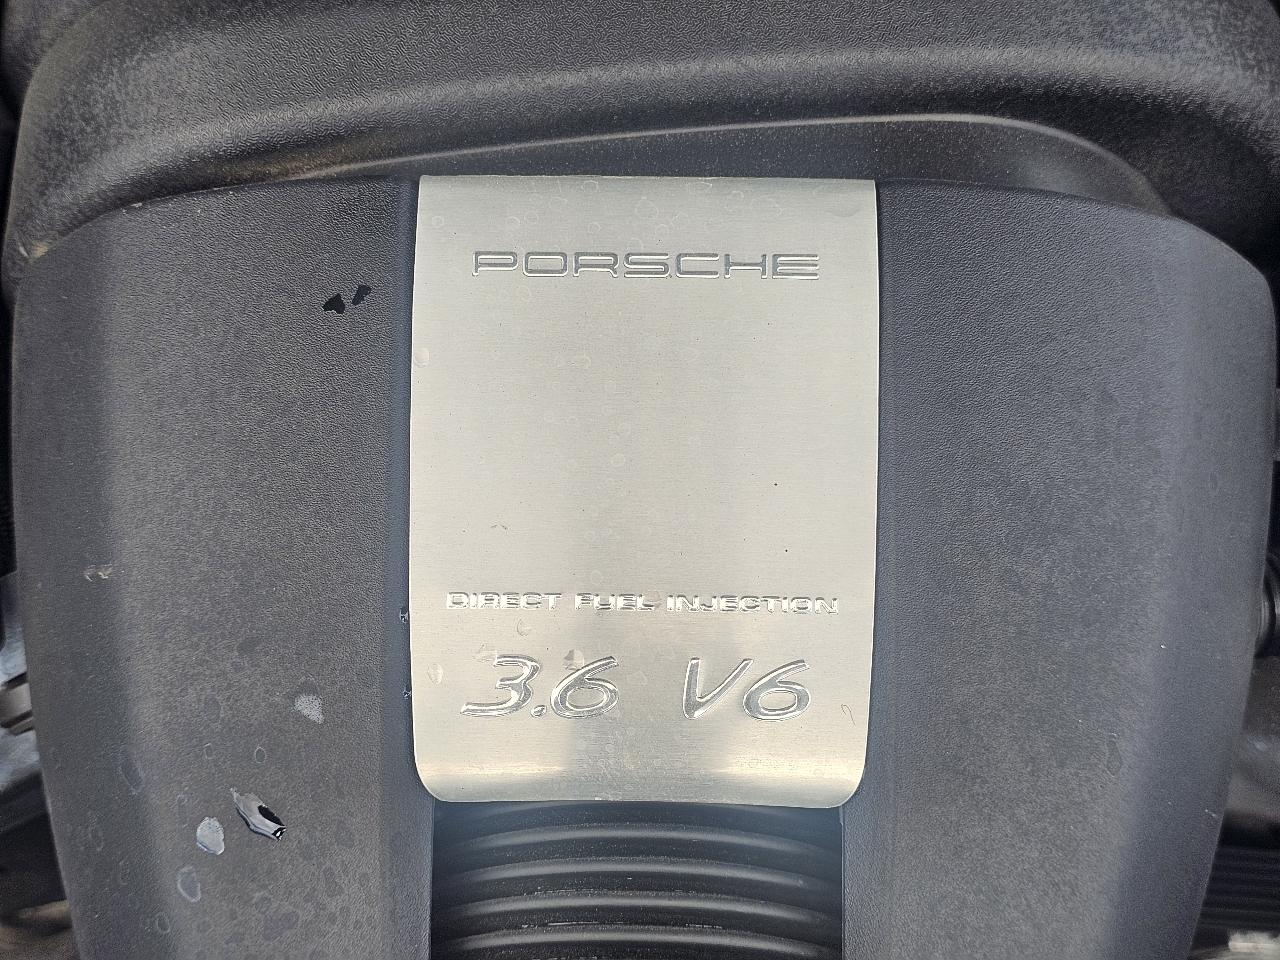 PORSCHE
DIRECT FUEL INJECTION
3.6 V6